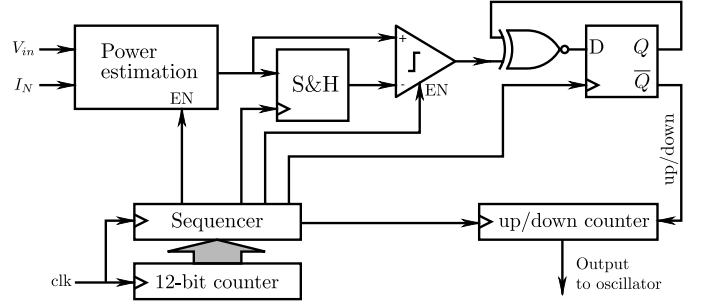 V_in
I_N
Power
estimation
EN
S&H
+
-
EN
D
Q
Q̅
up/down
Sequencer
up/down counter
clk
12-bit counter
Output
to oscillator